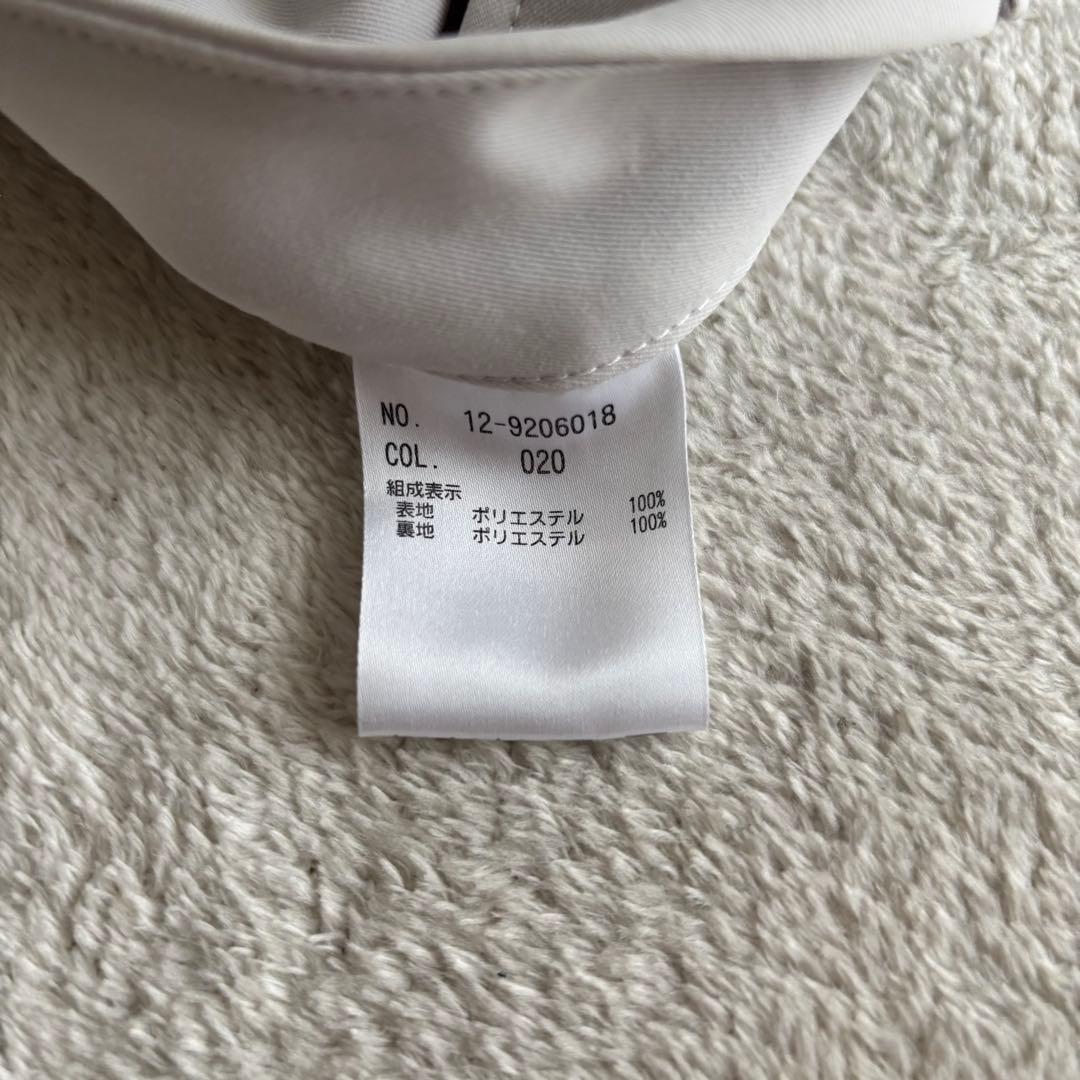 NO. 12-9206018
COL. 020
組成表示
表地 ポリエステル 100%
裏地 ポリエステル 100%